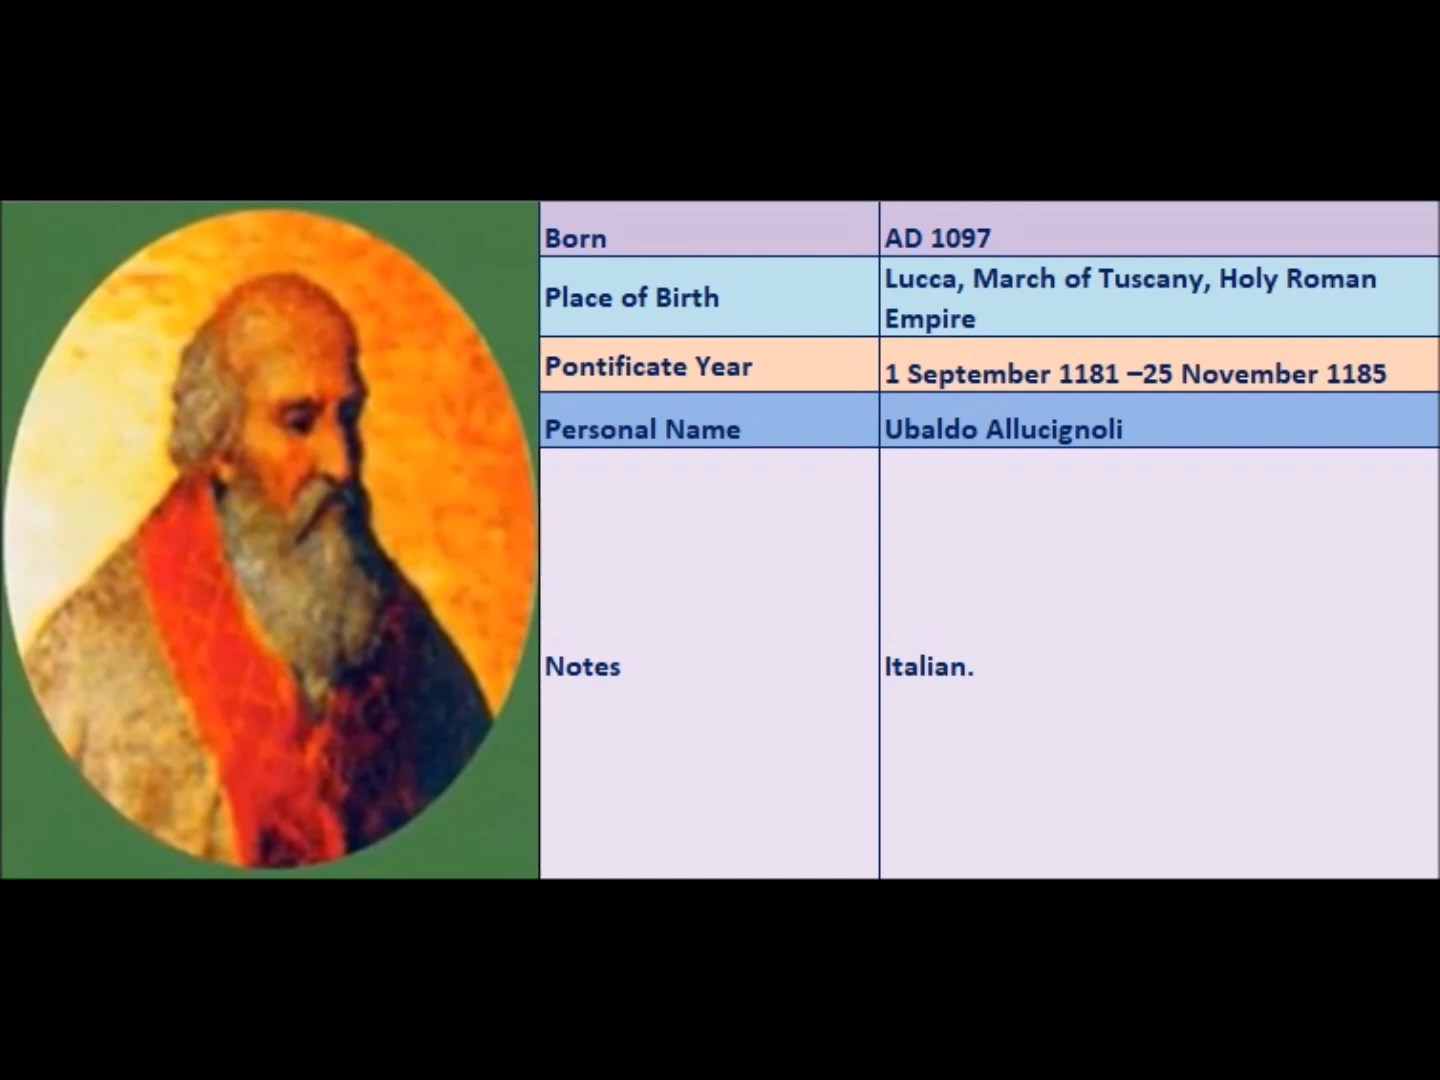 Born
AD 1097
Place of Birth
Lucca, March of Tuscany, Holy Roman
Empire
Pontificate Year
1 September 1181 –25 November 1185
Personal Name
Ubaldo Allucignoli
Notes
Italian.